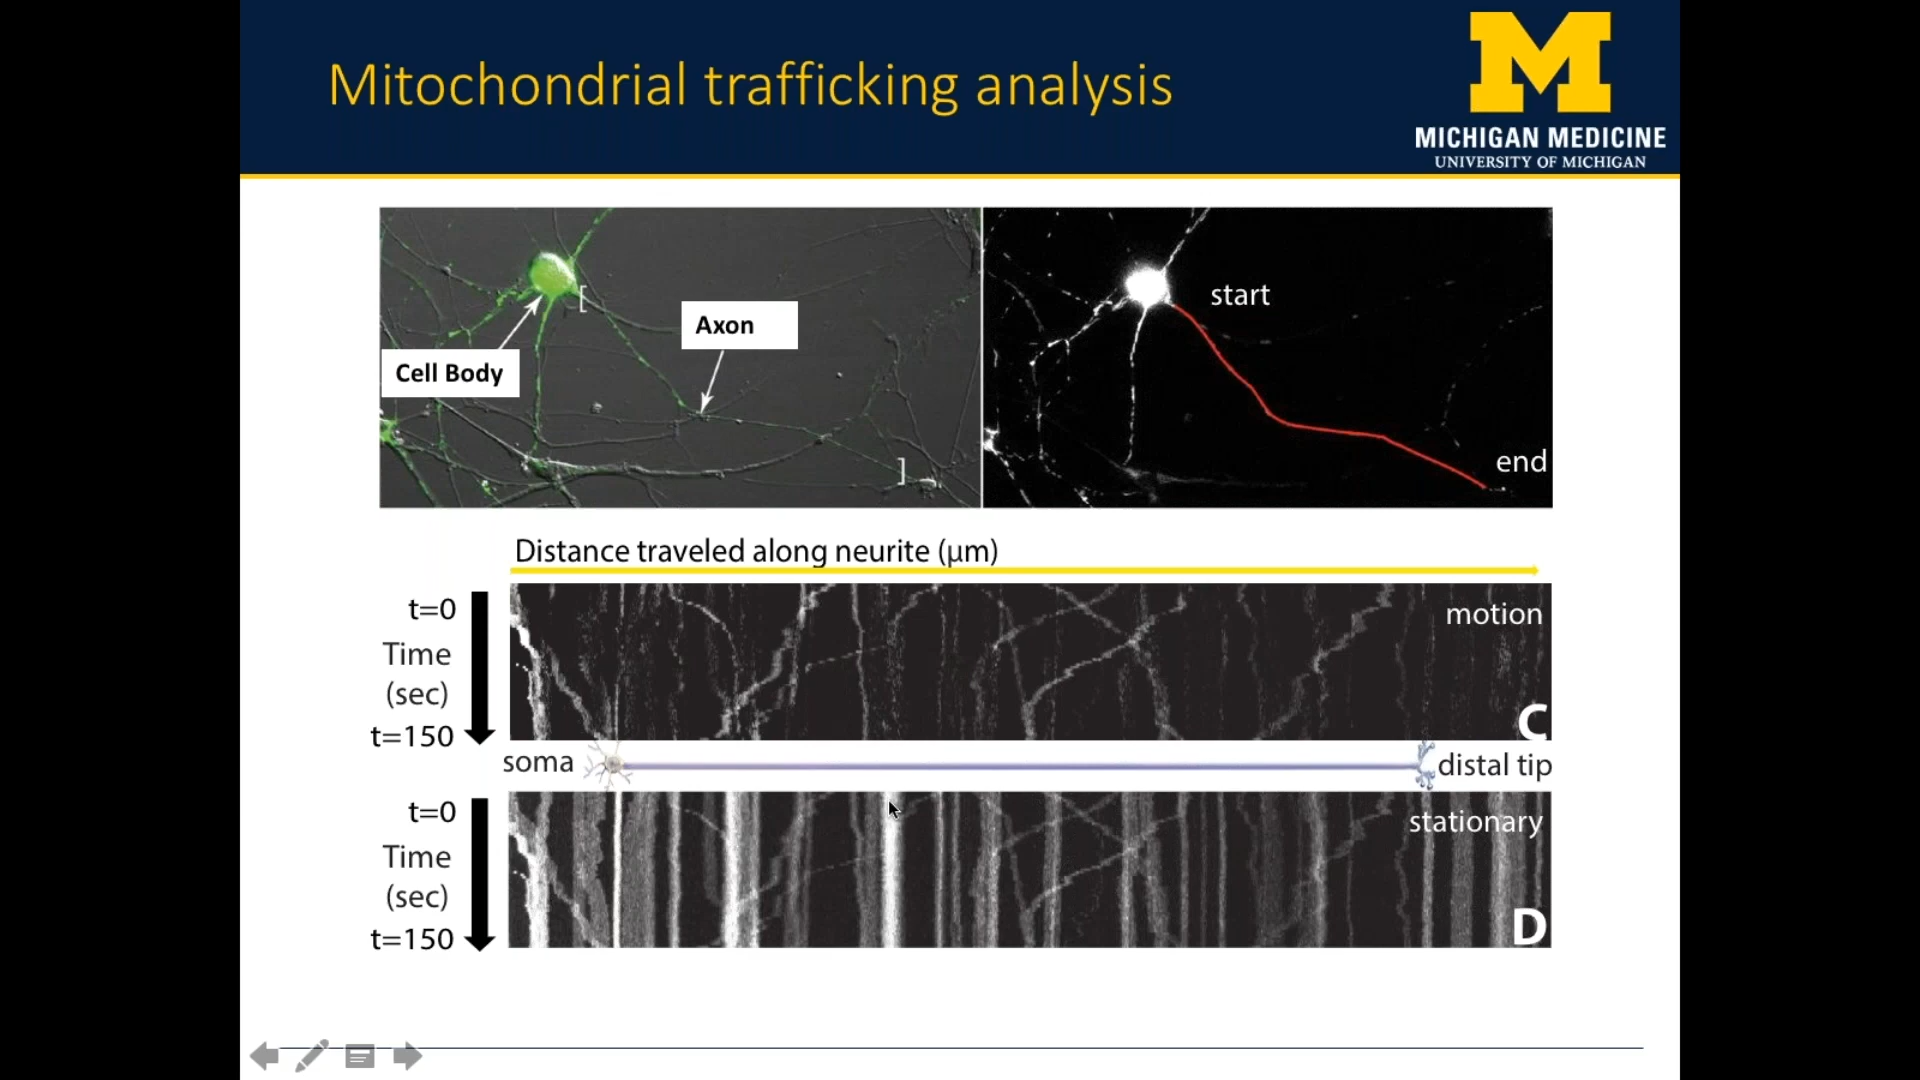 Mitochondrial trafficking analysis
M
MICHIGAN MEDICINE
UNIVERSITY OF MICHIGAN
[
Axon
Cell Body
]
start
end
Distance traveled along neurite (µm)
t=0
Time
(sec)
t=150
motion
C
soma
distal tip
t=0
Time
(sec)
t=150
stationary
D